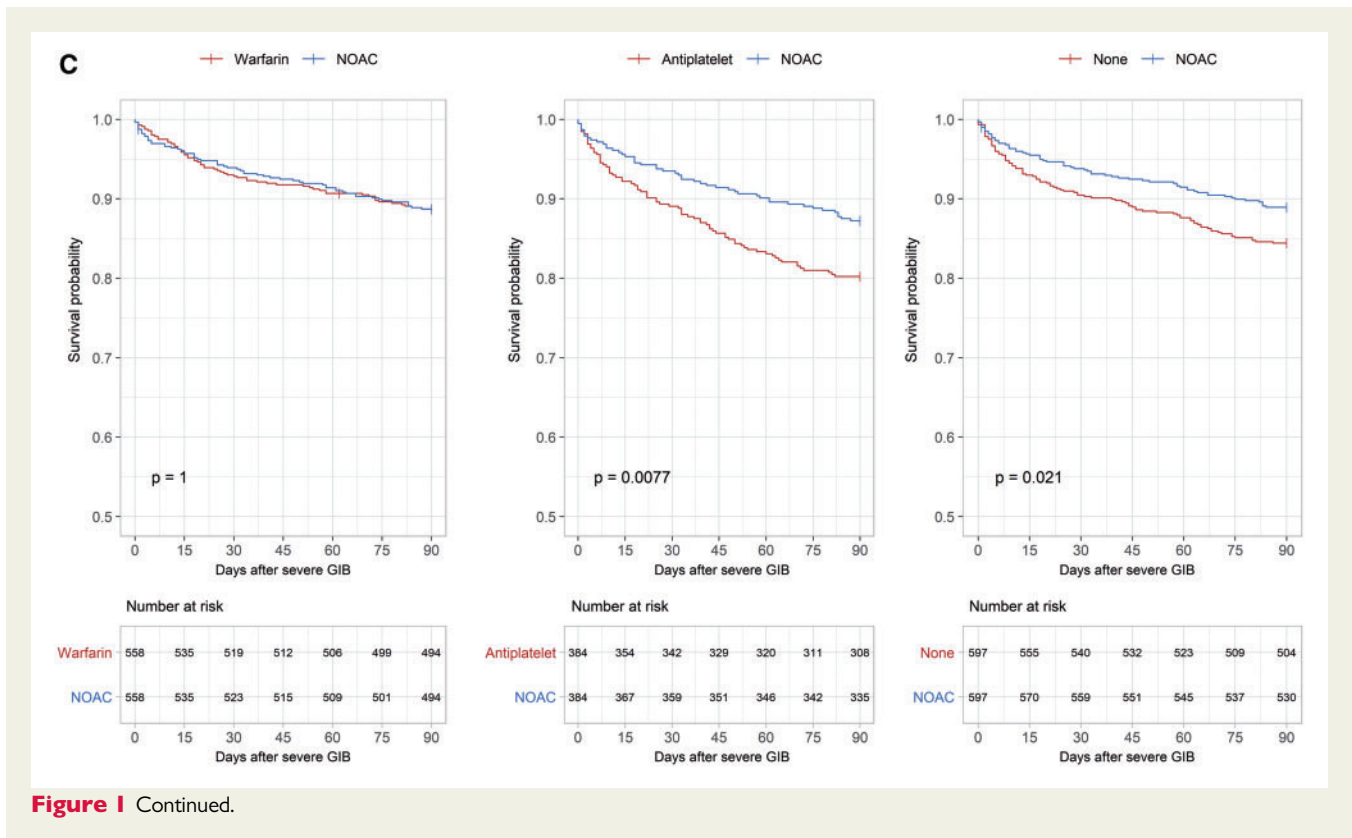 C
Warfarin NOAC
Antiplatelet NOAC
None NOAC
Survival probability
1.0
0.9
0.8
0.7
0.6
0.5
p = 1
0 15 30 45 60 75 90
Days after severe GIB
Survival probability
1.0
0.9
0.8
0.7
0.6
0.5
p = 0.0077
0 15 30 45 60 75 90
Days after severe GIB
Survival probability
1.0
0.9
0.8
0.7
0.6
0.5
p = 0.021
0 15 30 45 60 75 90
Days after severe GIB
Number at risk
Warfarin 558 535 519 512 506 499 494
NOAC 558 535 523 515 509 501 494
0 15 30 45 60 75 90
Days after severe GIB
Number at risk
Antiplatelet 384 354 342 329 320 311 308
NOAC 384 367 359 351 346 342 335
0 15 30 45 60 75 90
Days after severe GIB
Number at risk
None 597 555 540 532 523 509 504
NOAC 597 570 559 551 545 537 530
0 15 30 45 60 75 90
Days after severe GIB
Figure 1 Continued.